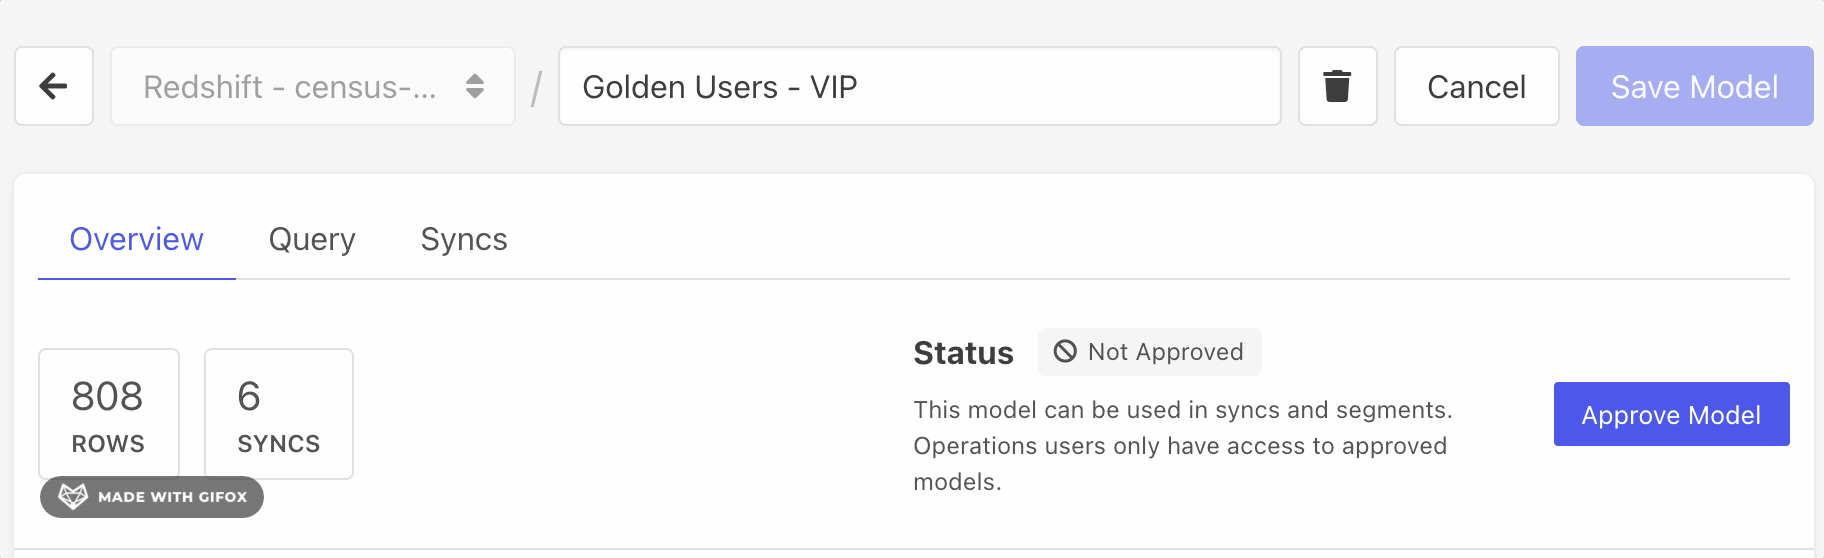 Redshift - census-...
/
Golden Users - VIP
Cancel
Save Model
Overview
Query
Syncs
808
ROWS
6
SYNCS
MADE WITH GIFOX
Status
Not Approved
This model can be used in syncs and segments.
Operations users only have access to approved
models.
Approve Model